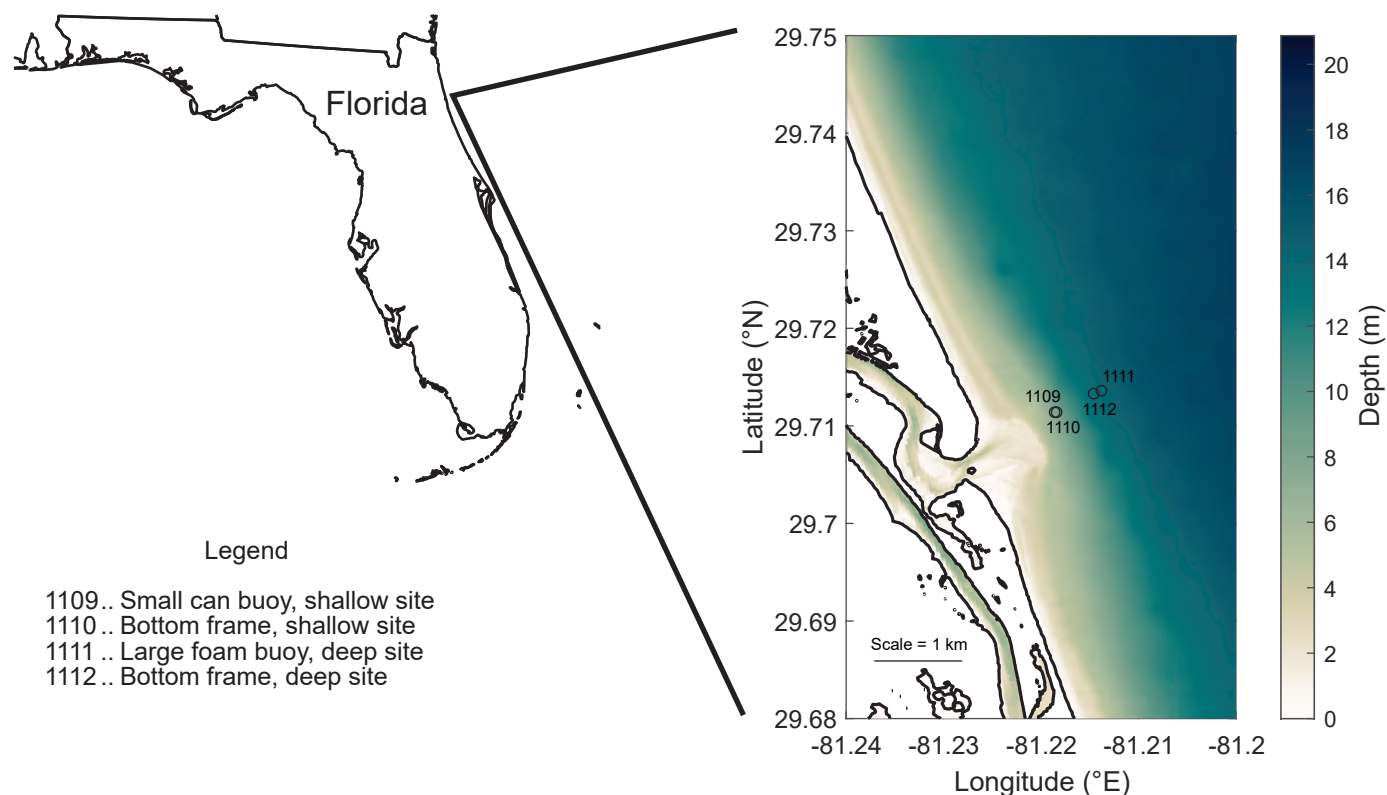 Florida
Legend
1109.. Small can buoy, shallow site
1110.. Bottom frame, shallow site
1111.. Large foam buoy, deep site
1112.. Bottom frame, deep site
29.75
29.74
29.73
29.72
29.71
29.7
29.69
29.68
Latitude (°N)
1111
1109
1112
1110
Scale = 1 km
-81.24
-81.23
-81.22
-81.21
-81.2
Longitude (°E)
20
18
16
14
12
10
8
6
4
2
0
Depth (m)